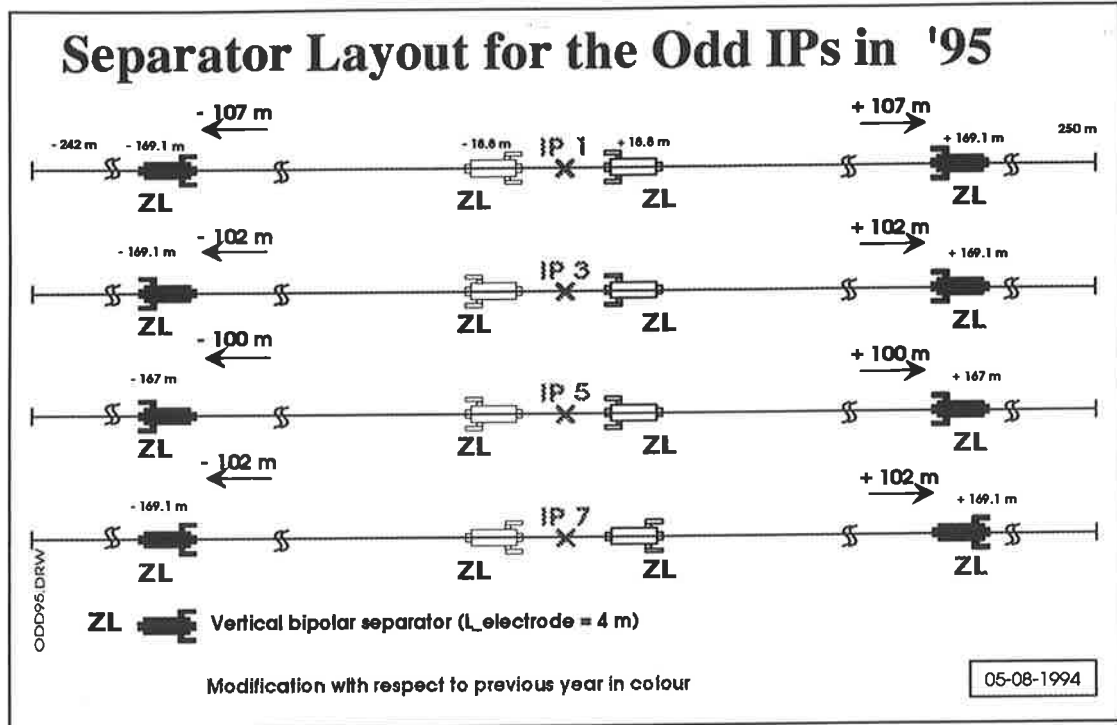 Separator Layout for the Odd IPs in '95
- 107 m + 107 m
- 242 m - 169.1 m - 18.8 m IP 1 + 18.8 m + 169.1 m 250 m
ZL ZL ZL ZL
- 102 m + 102 m
- 169.1 m IP 3 + 169.1 m
ZL ZL ZL ZL
- 100 m + 100 m
- 167 m IP 5 + 167 m
ZL ZL ZL ZL
- 102 m + 102 m
- 169.1 m IP 7 + 169.1 m
ZL ZL ZL ZL
ODD95.DRW
ZL Vertical bipolar separator (L_electrode = 4 m)
Modification with respect to previous year in colour
05-08-1994